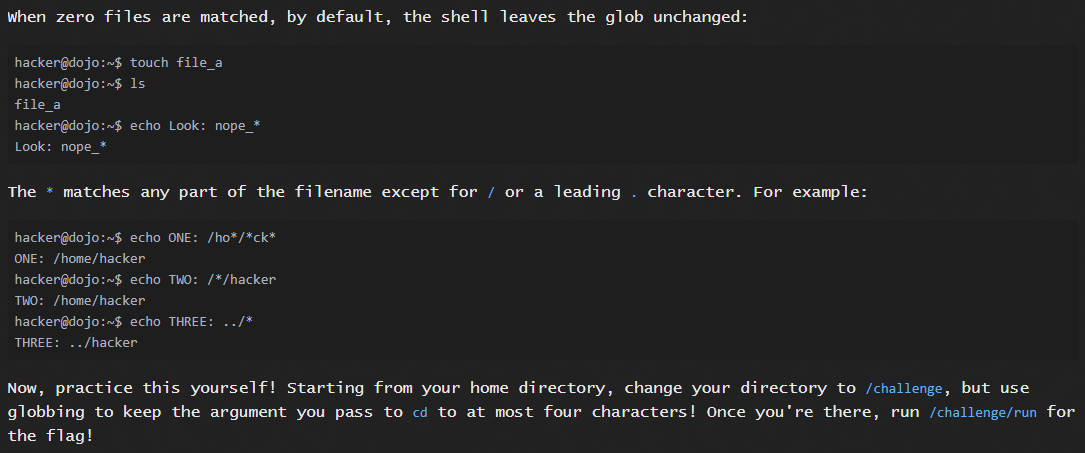 When zero files are matched, by default, the shell leaves the glob unchanged:
hacker@dojo:~$ touch file_a
hacker@dojo:~$ ls
file_a
hacker@dojo:~$ echo Look: nope_*
Look: nope_*
The * matches any part of the filename except for / or a leading . character. For example:
hacker@dojo:~$ echo ONE: /ho*/*ck*
ONE: /home/hacker
hacker@dojo:~$ echo TWO: /*/hacker
TWO: /home/hacker
hacker@dojo:~$ echo THREE: ../*
THREE: ../hacker
Now, practice this yourself! Starting from your home directory, change your directory to /challenge, but use
globbing to keep the argument you pass to cd to at most four characters! Once you're there, run /challenge/run for
the flag!